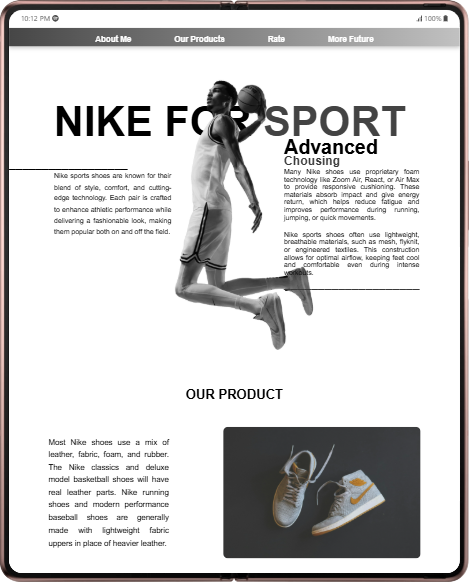 10:12 PM
100%
About Me Our Products Rate More Future
NIKE FOR SPORT
Advanced
Chousing
Nike sports shoes are known for their
blend of style, comfort, and cutting-
edge technology. Each pair is crafted
to enhance athletic performance while
delivering a fashionable look, making
them popular both on and off the field.
Many Nike shoes use proprietary foam
technology like Zoom Air, React, or Air Max
to provide responsive cushioning. These
materials absorb impact and give energy
return, which helps reduce fatigue and
improves performance during running,
jumping, or quick movements.
Nike sports shoes often use lightweight,
breathable materials, such as mesh, flyknit,
or engineered textiles. This construction
allows for optimal airflow, keeping feet cool
and comfortable even during intense
workouts.
OUR PRODUCT
Most Nike shoes use a mix of
leather, fabric, foam, and rubber.
The Nike classics and deluxe
model basketball shoes will have
real leather parts. Nike running
shoes and modern performance
baseball shoes are generally
made with lightweight fabric
uppers in place of heavier leather.